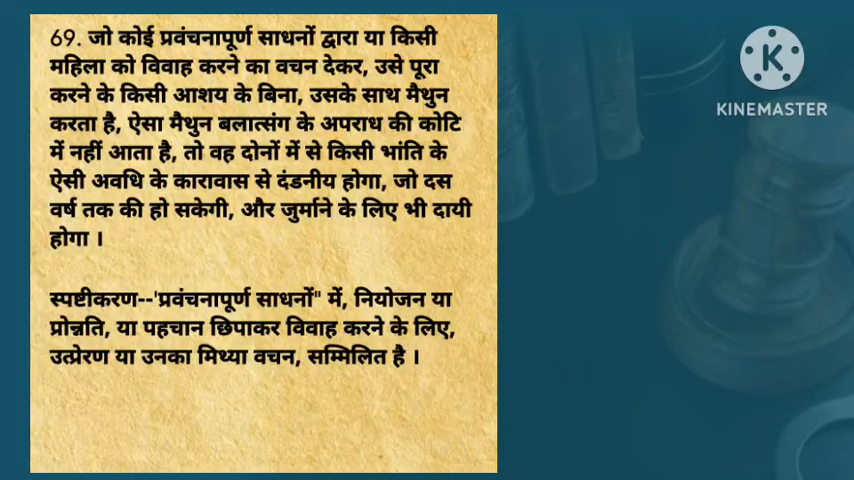 69. जो कोई प्रवंचनापूर्ण साधनों द्वारा या किसी
महिला को विवाह करने का वचन देकर, उसे पूरा
करने के किसी आशय के बिना, उसके साथ मैथुन
करता है, ऐसा मैथुन बलात्संग के अपराध की कोटि
में नहीं आता है, तो वह दोनों में से किसी भांति के
ऐसी अवधि के कारावास से दंडनीय होगा, जो दस
वर्ष तक की हो सकेगी, और जुर्माने के लिए भी दायी
होगा ।
स्पष्टीकरण--'प्रवंचनापूर्ण साधनों" में, नियोजन या
प्रोन्नति, या पहचान छिपाकर विवाह करने के लिए,
उत्प्रेरण या उनका मिथ्या वचन, सम्मिलित है ।
K
KINEMASTER